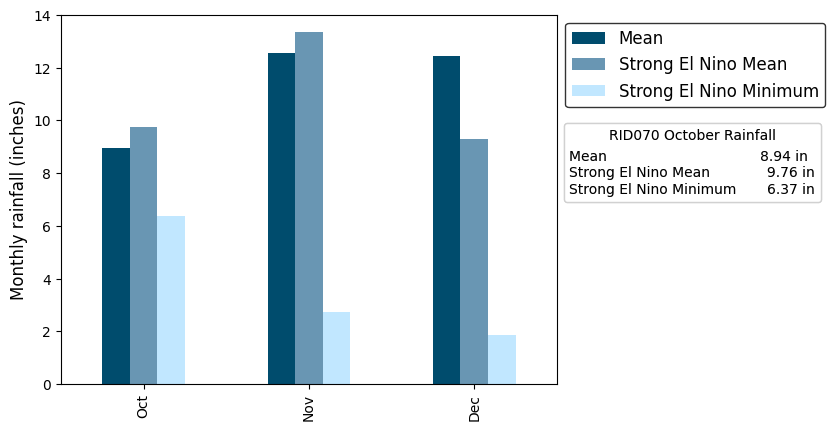 14
12
10
8
6
4
2
0
Monthly rainfall (inches)
Oct
Nov
Dec
Mean
Strong El Nino Mean
Strong El Nino Minimum
RID070 October Rainfall
Mean 8.94 in
Strong El Nino Mean 9.76 in
Strong El Nino Minimum 6.37 in